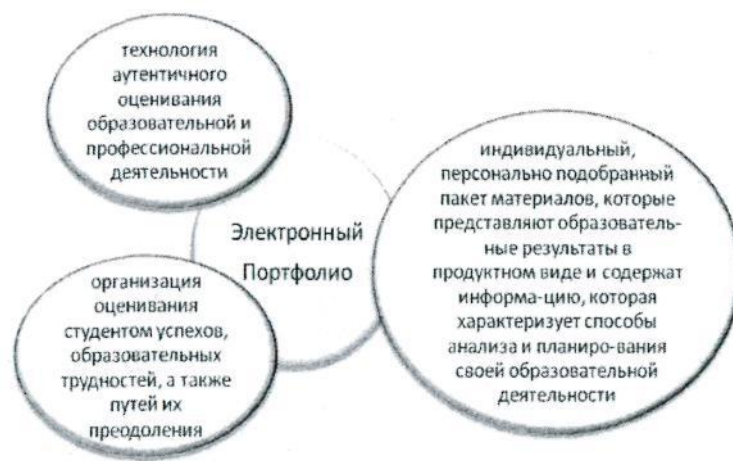 технология
аутентичного
оценивания
образовательной и
профессиональной
деятельности
Электронный
Портфолио
организация
оценивания
студентом успехов,
образовательных
трудностей, а также
путей их
преодоления
индивидуальный,
персонально подобранный
пакет материалов, которые
представляют образователь-
ные результаты в
продуктном виде и содержат
информа-цию, которая
характеризует способы
анализа и планиро-вания
своей образовательной
деятельности